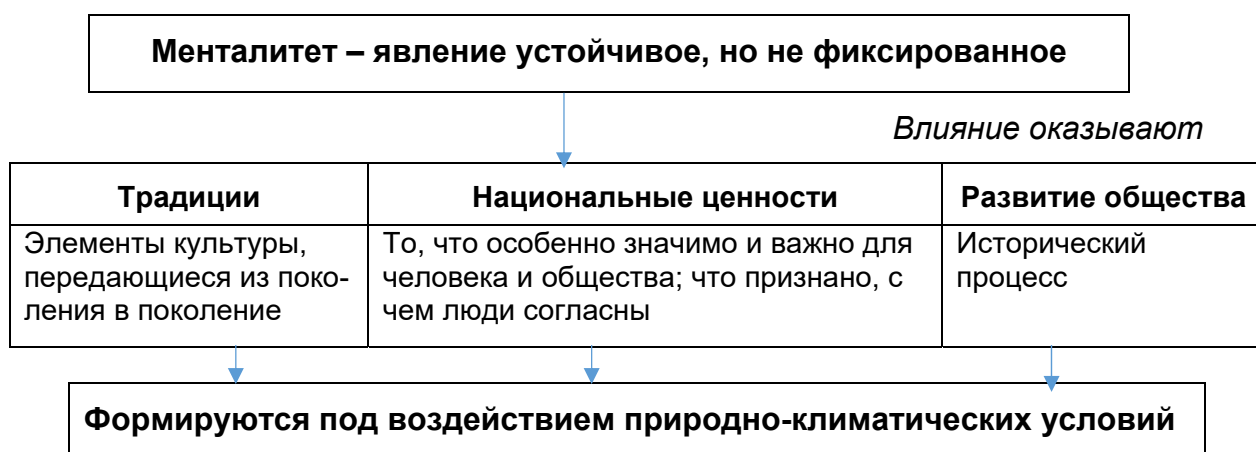 Менталитет – явление устойчивое, но не фиксированное
Влияние оказывают
Традиции
Национальные ценности
Развитие общества
Элементы культуры,
передающиеся из поко-
ления в поколение
То, что особенно значимо и важно для
человека и общества; что признано, с
чем люди согласны
Исторический
процесс
Формируются под воздействием природно-климатических условий